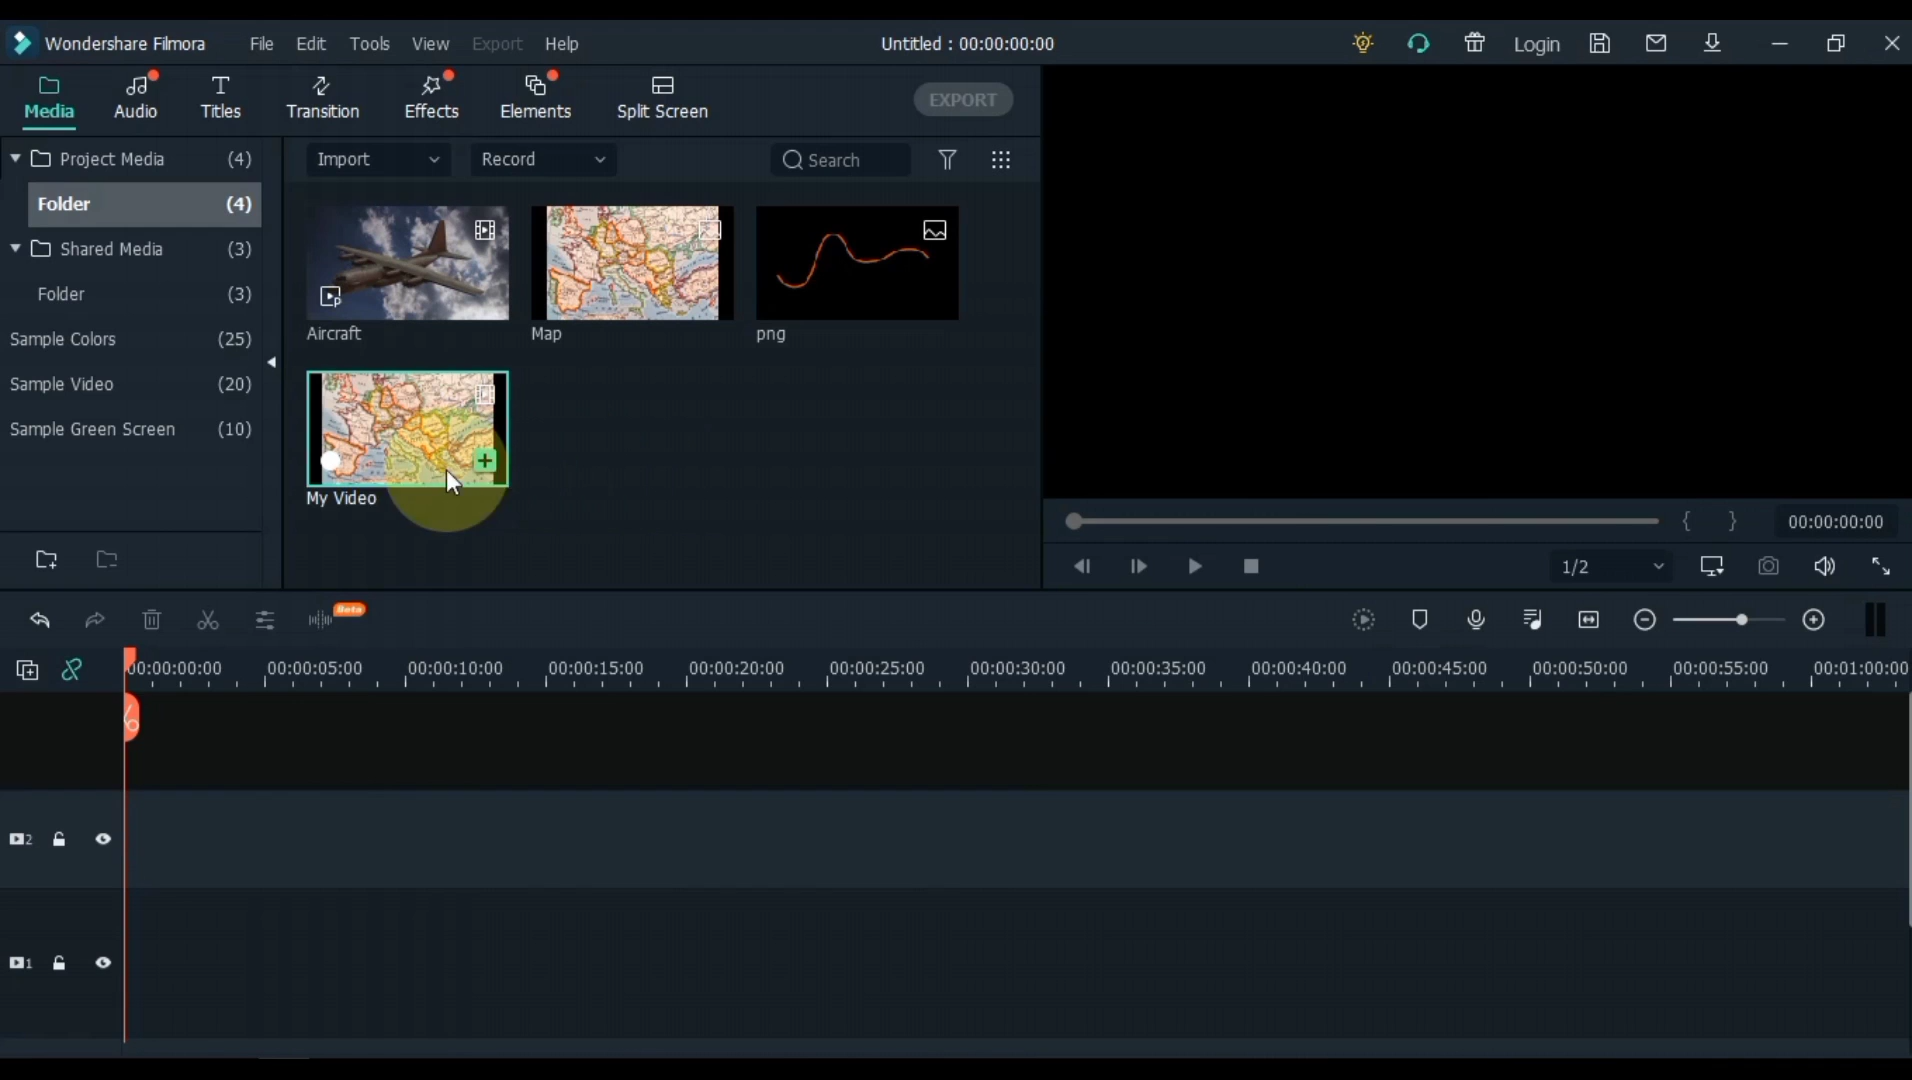 Wondershare Filmora File Edit Tools View Export Help Untitled : 00:00:00:00 Login
Media Audio Titles Transition Effects Elements Split Screen EXPORT
Project Media (4)
Folder (4)
Shared Media (3)
Folder (3)
Sample Colors (25)
Sample Video (20)
Sample Green Screen (10)
Import Record Search
Aircraft Map png
My Video
00:00:00:00
1/2
Beta
00:00:00:00 00:00:05:00 00:00:10:00 00:00:15:00 00:00:20:00 00:00:25:00 00:00:30:00 00:00:35:00 00:00:40:00 00:00:45:00 00:00:50:00 00:00:55:00 00:01:00:00
2
1